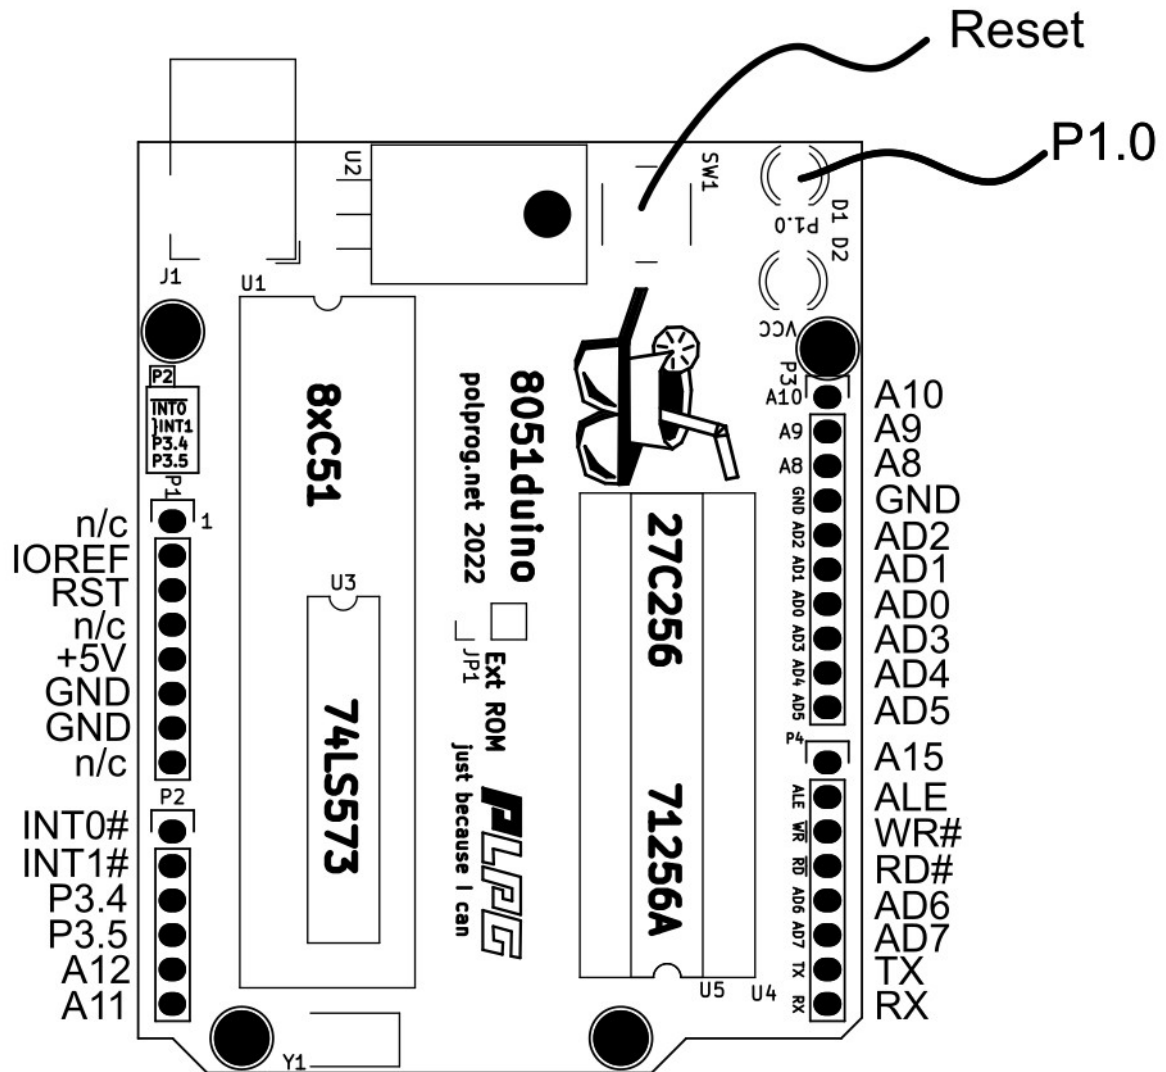 Reset
P1.0
U2
SW1
D1
P1.0
D2
VCC
J1
U1
P2
INT0
}INT1
P3.4
P3.5
P1
1
n/c
IOREF
RST
n/c
+5V
GND
GND
n/c
P2
INT0#
INT1#
P3.4
P3.5
A12
A11
8xC51
U3
74LS573
Y1
8051duino
polprog.net 2022
JP1
Ext ROM
just because I can
PLPG
27C256
71256A
U5
U4
P3
A10 A10
A9 A9
A8 A8
GND GND
AD2 AD2
AD1 AD1
AD0 AD0
AD3 AD3
AD4 AD4
AD5 AD5
P4
A15
ALE ALE
WR WR#
RD RD#
AD6 AD6
AD7 AD7
TX TX
RX RX